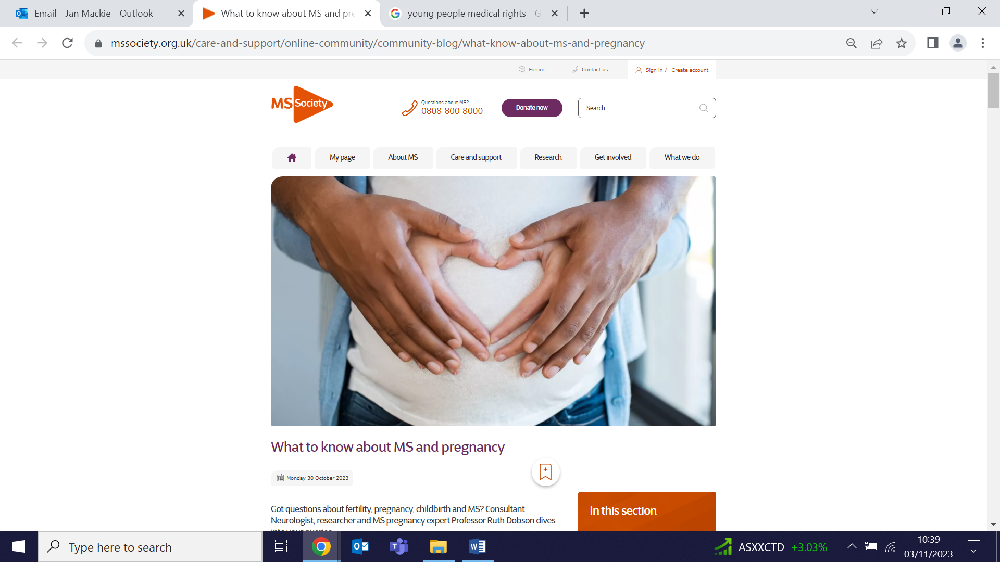 Email - Jan Mackie - Outlook
What to know about MS and pre
young people medical rights - G
mssociety.org.uk/care-and-support/online-community/community-blog/what-know-about-ms-and-pregnancy
Forum
Contact us
Sign in / Create account
MS Society
Questions about MS?
0808 800 8000
Donate now
Search
My page
About MS
Care and support
Research
Get involved
What we do
What to know about MS and pregnancy
Monday 30 October 2023
Got questions about fertility, pregnancy, childbirth and MS? Consultant
Neurologist, researcher and MS pregnancy expert Professor Ruth Dobson dives
into your queries
In this section
Type here to search
ASXXCTD +3.03%
10:39
03/11/2023